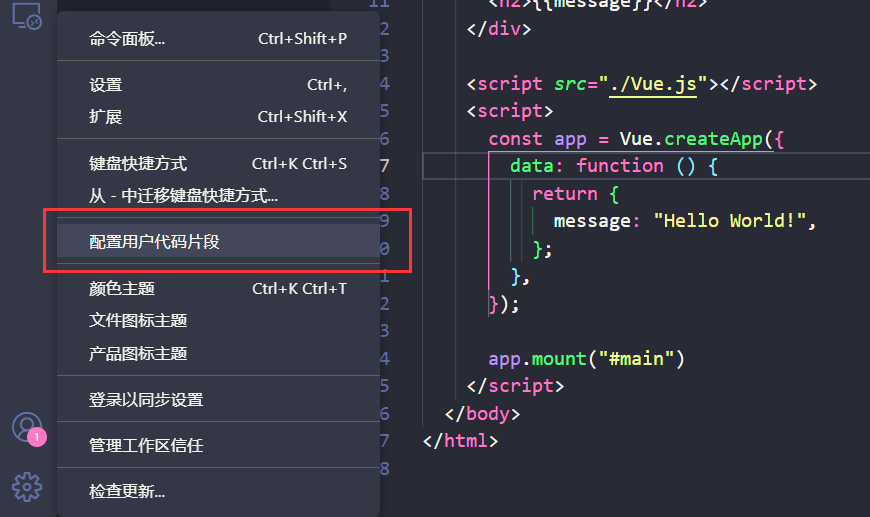 命令面板... Ctrl+Shift+P
设置 Ctrl+,
扩展 Ctrl+Shift+X
键盘快捷方式 Ctrl+K Ctrl+S
从 - 中迁移键盘快捷方式...
配置用户代码片段
颜色主题 Ctrl+K Ctrl+T
文件图标主题
产品图标主题
登录以同步设置
管理工作区信任
检查更新...
1
11 <h2>{{message}}</h2>
2 </div>
3
4 <script src="./Vue.js"></script>
5 <script>
6 const app = Vue.createApp({
7 data: function () {
8 return {
9 message: "Hello World!",
0 };
1 },
2 });
3
4 app.mount("#main")
5 </script>
6 </body>
7 </html>
8